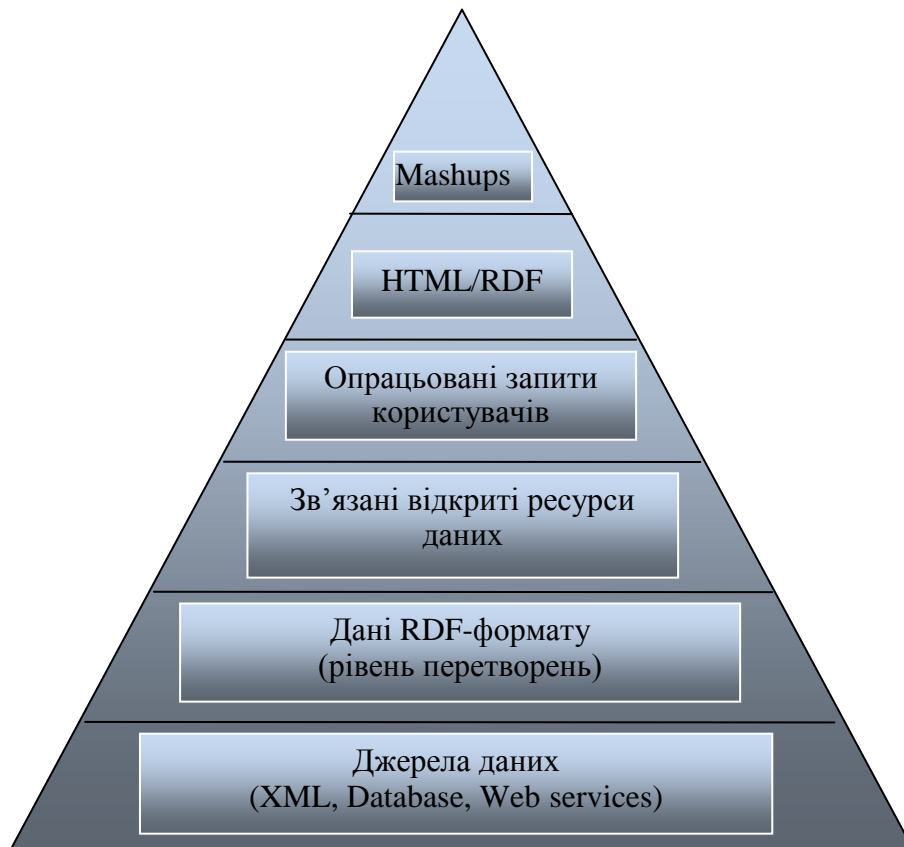 Mashups
HTML/RDF
Опрацьовані запити
користувачів
Зв’язані відкриті ресурси
даних
Дані RDF-формату
(рівень перетворень)
Джерела даних
(XML, Database, Web services)